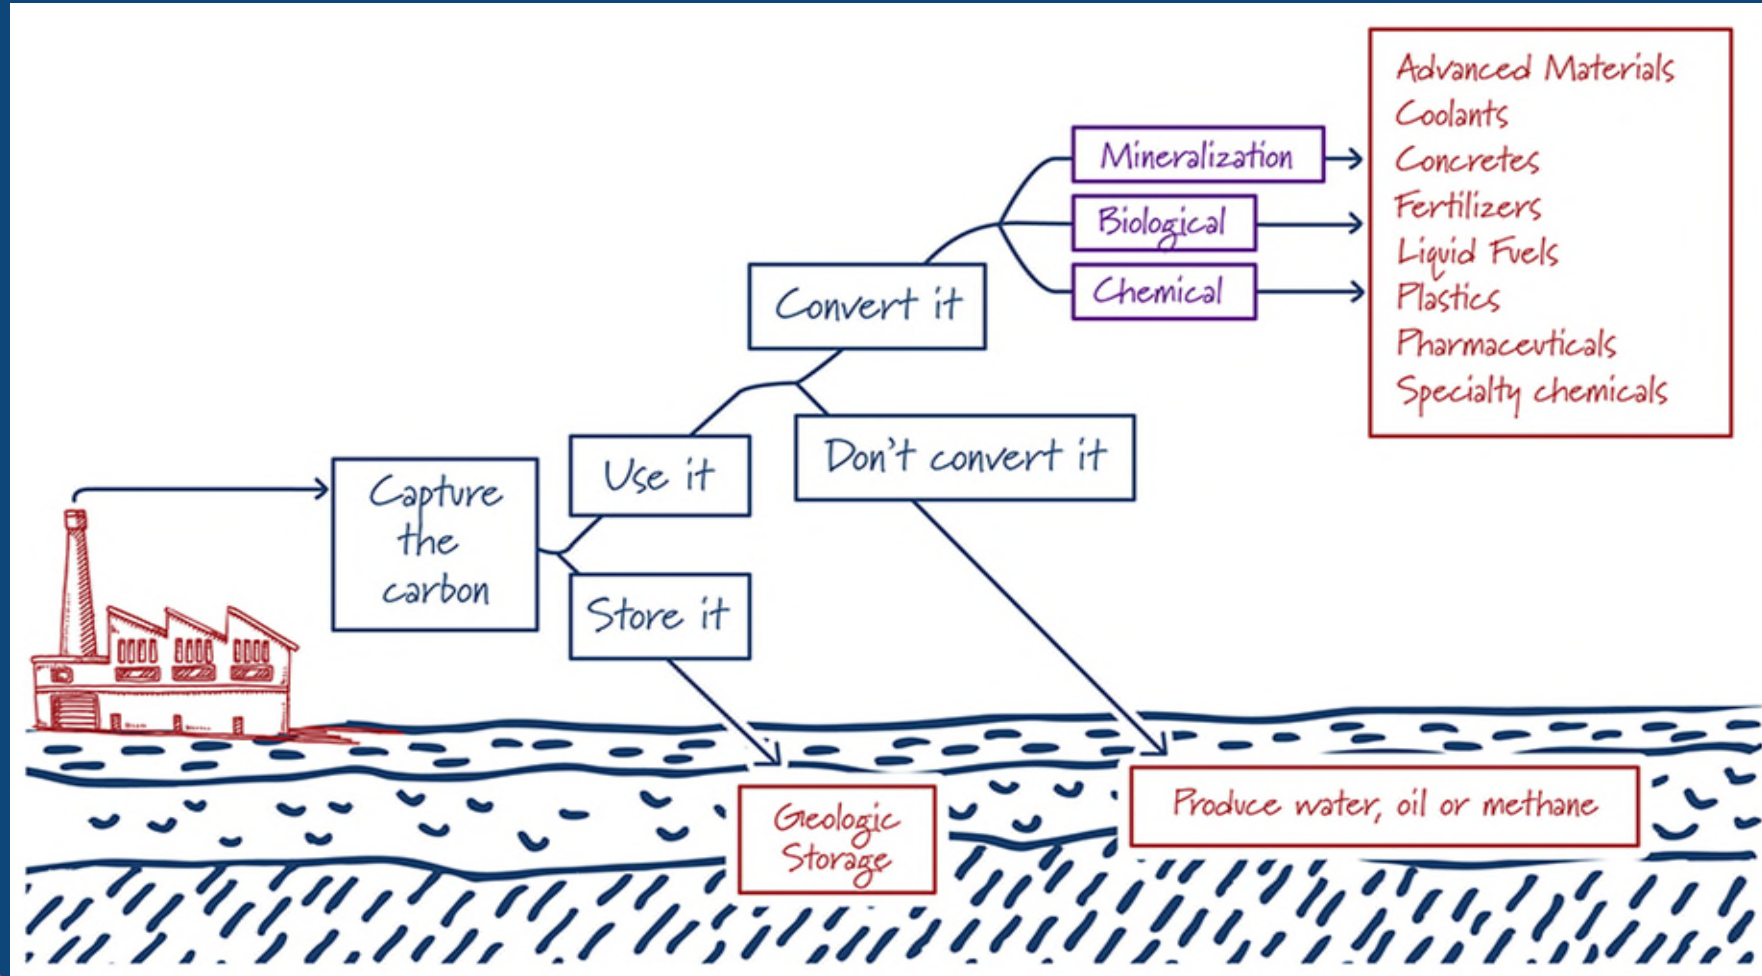 Advanced Materials
Coolants
Concretes
Fertilizers
Liquid Fuels
Plastics
Pharmaceuticals
Specialty chemicals
Mineralization
Biological
Chemical
Convert it
Don't convert it
Use it
Capture
the
carbon
Store it
Geologic
Storage
Produce water, oil or methane